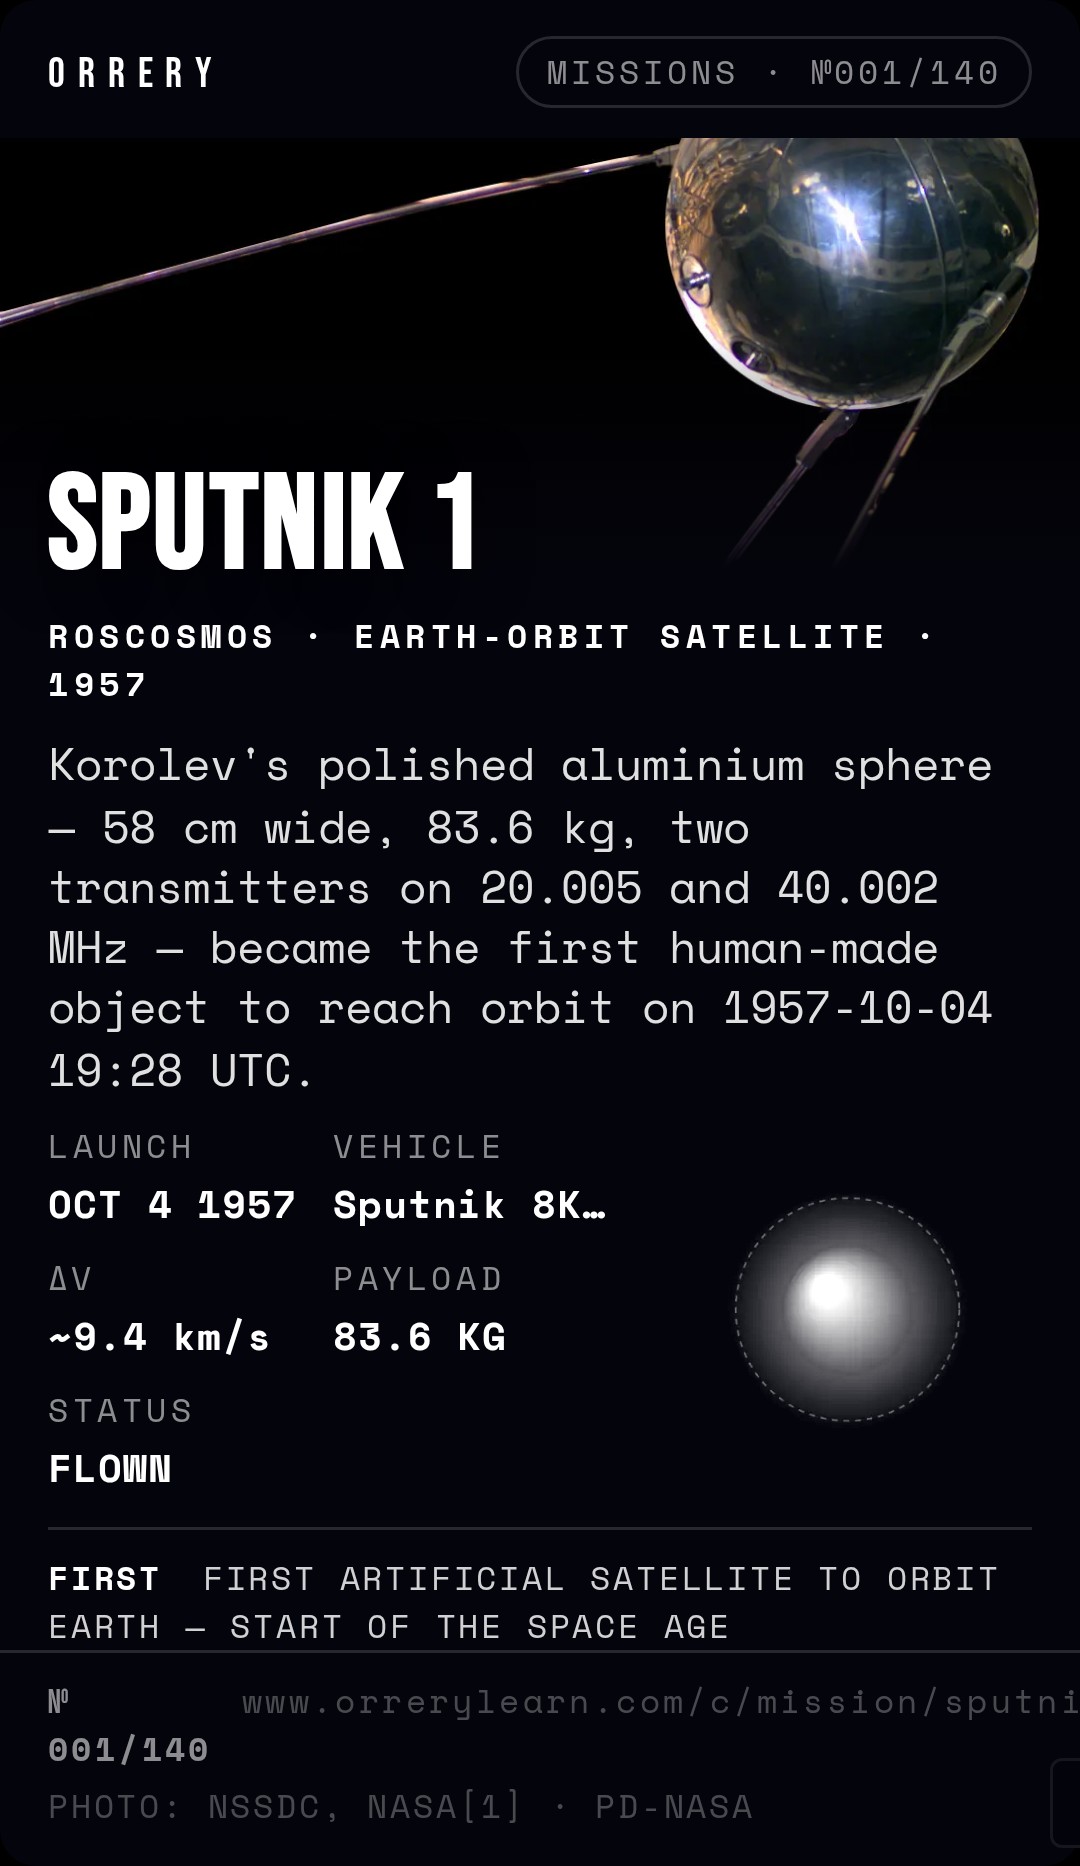 ORRERY
MISSIONS · №001/140
SPUTNIK 1
ROSCOSMOS · EARTH-ORBIT SATELLITE ·
1957
Korolev's polished aluminium sphere
— 58 cm wide, 83.6 kg, two
transmitters on 20.005 and 40.002
MHz — became the first human-made
object to reach orbit on 1957-10-04
19:28 UTC.
LAUNCH VEHICLE
OCT 4 1957 Sputnik 8K…
ΔV PAYLOAD
~9.4 km/s 83.6 KG
STATUS
FLOWN
FIRST FIRST ARTIFICIAL SATELLITE TO ORBIT
EARTH — START OF THE SPACE AGE
№ www.orrerylearn.com/c/mission/sputni
001/140
PHOTO: NSSDC, NASA[1] · PD-NASA